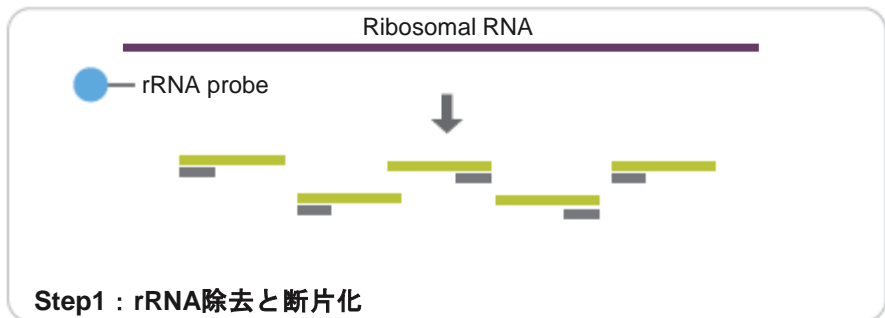 Ribosomal RNA
rRNA probe
Step1：rRNA除去と断片化